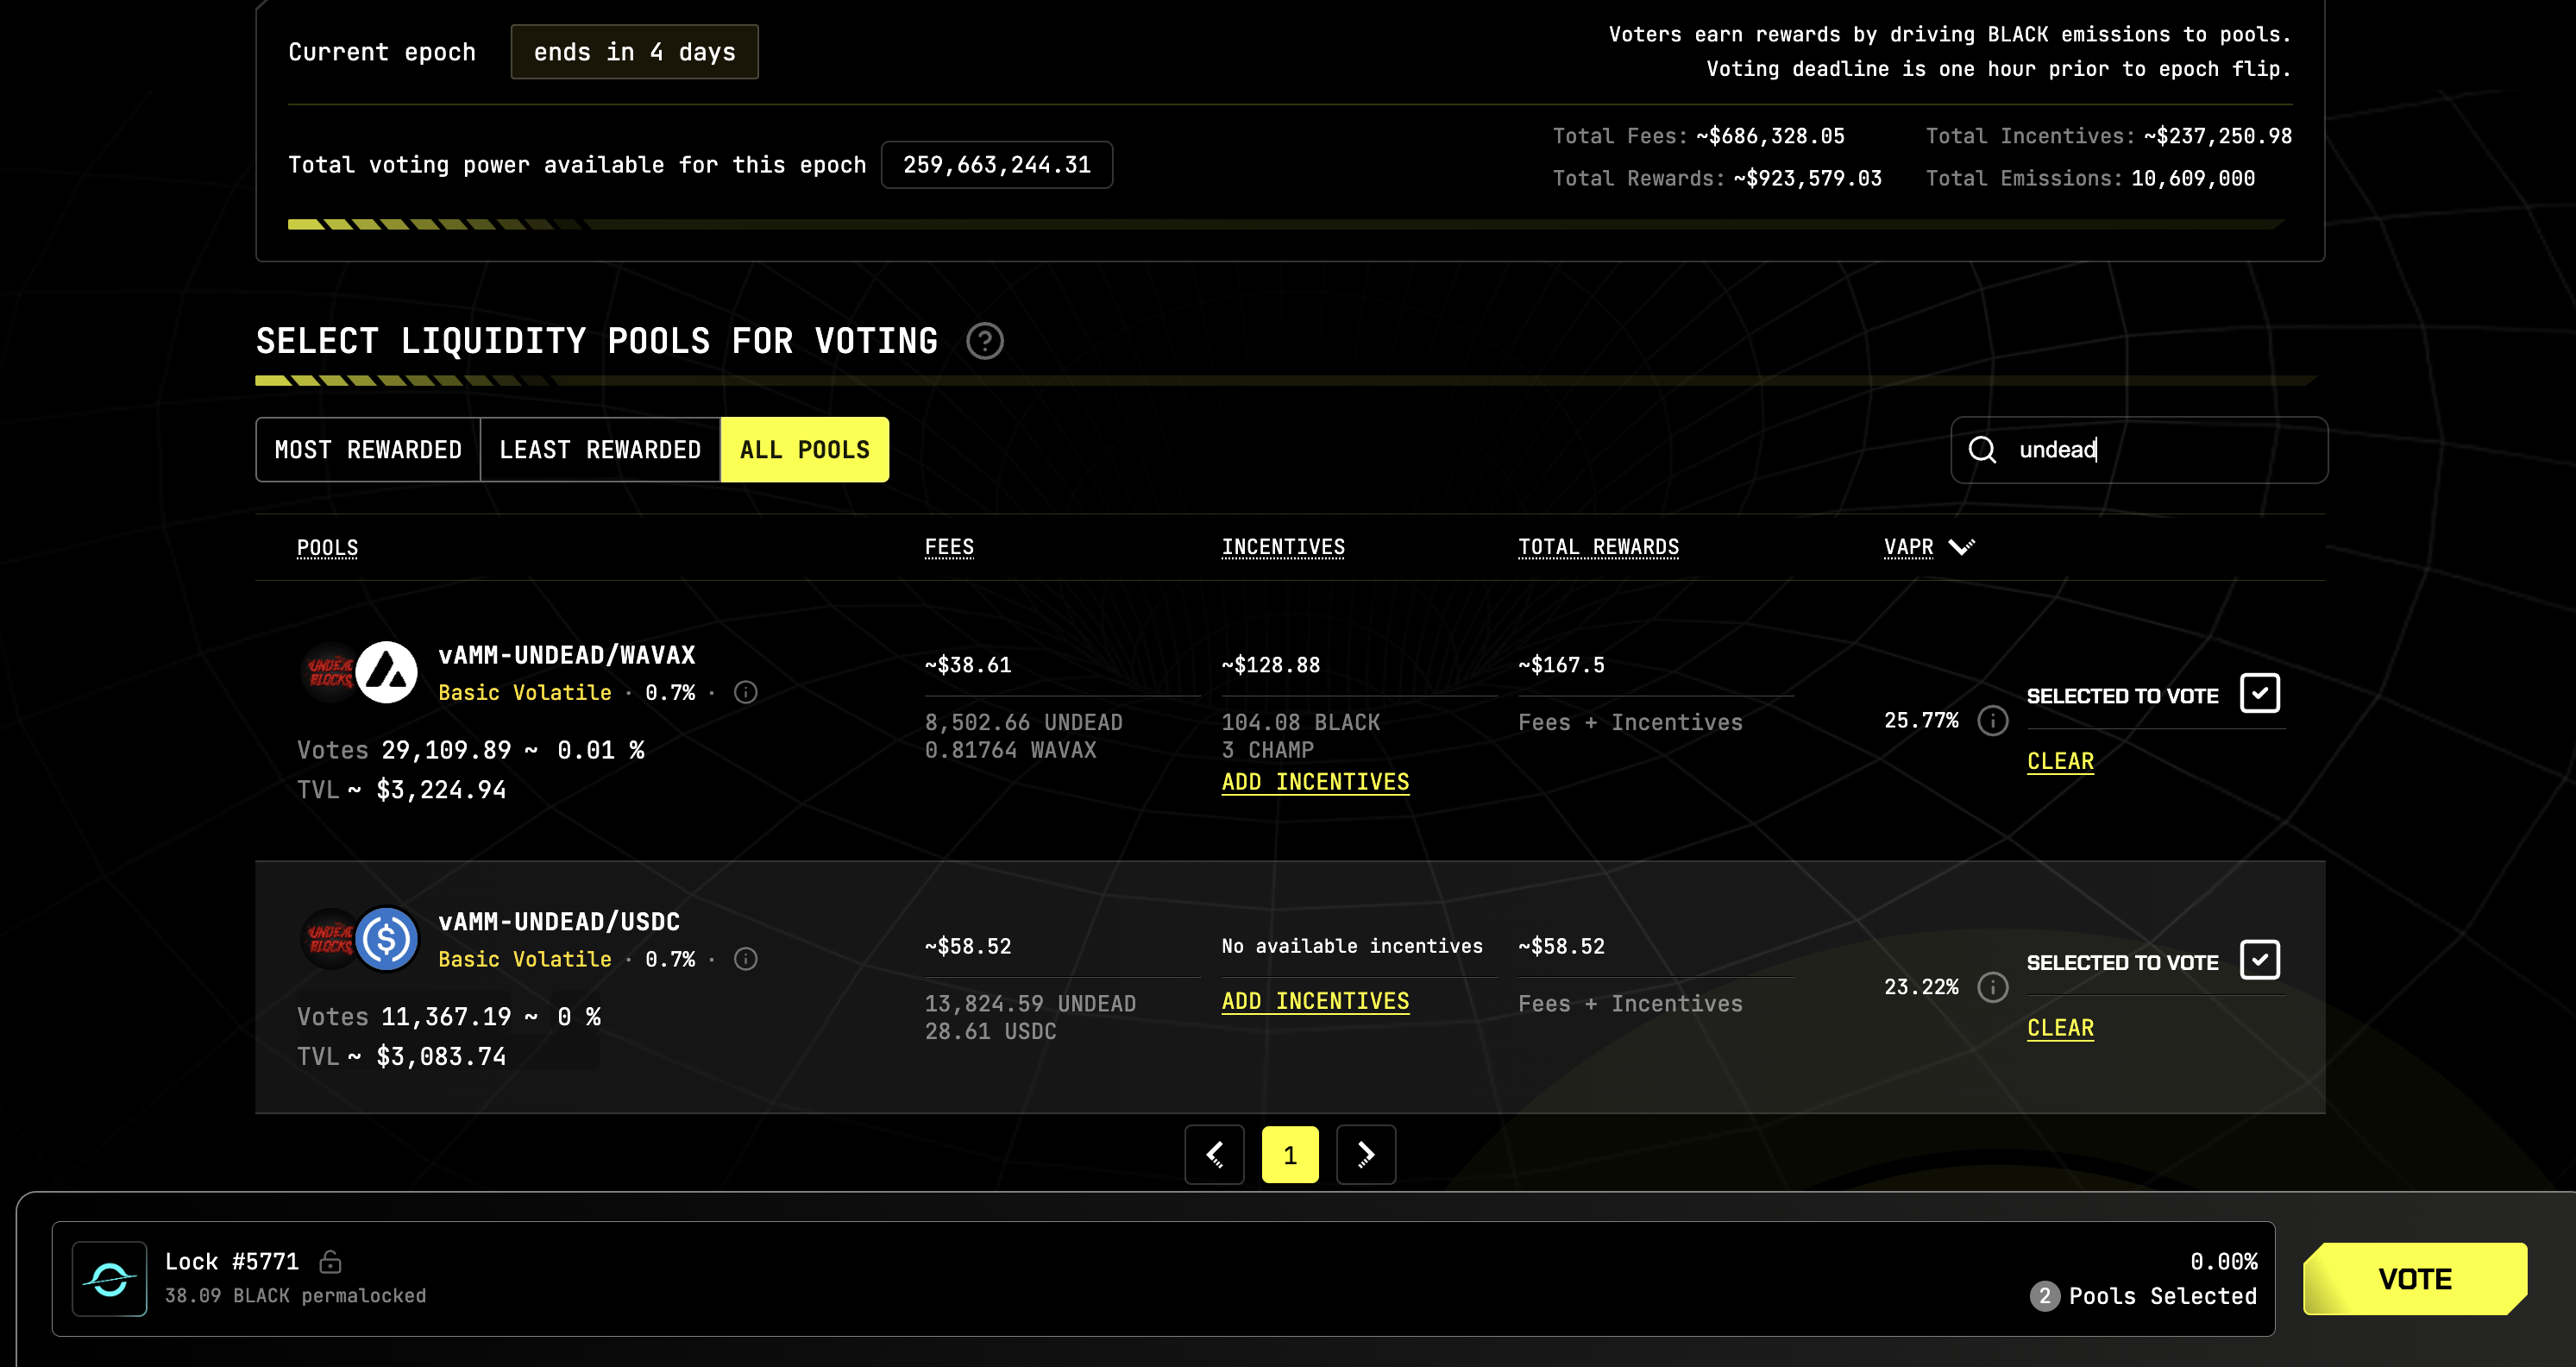 Current epoch ends in 4 days
Voters earn rewards by driving BLACK emissions to pools.
Voting deadline is one hour prior to epoch flip.
Total voting power available for this epoch 259,663,244.31
Total Fees: ~$686,328.05 Total Incentives: ~$237,250.98
Total Rewards: ~$923,579.03 Total Emissions: 10,609,000
SELECT LIQUIDITY POOLS FOR VOTING ?
MOST REWARDED LEAST REWARDED ALL POOLS
undead
POOLS FEES INCENTIVES TOTAL REWARDS VAPR
UNDEAD BLOCKS
vAMM-UNDEAD/WAVAX
Basic Volatile · 0.7% ·
Votes 29,109.89 ~ 0.01 %
TVL ~ $3,224.94
~$38.61
8,502.66 UNDEAD
0.81764 WAVAX
~$128.88
104.08 BLACK
3 CHAMP
ADD INCENTIVES
~$167.5
Fees + Incentives
25.77%
SELECTED TO VOTE
CLEAR
UNDEAD BLOCKS
vAMM-UNDEAD/USDC
Basic Volatile · 0.7% ·
Votes 11,367.19 ~ 0 %
TVL ~ $3,083.74
~$58.52
13,824.59 UNDEAD
28.61 USDC
No available incentives
ADD INCENTIVES
~$58.52
Fees + Incentives
23.22%
SELECTED TO VOTE
CLEAR
1
Lock #5771
38.09 BLACK permalocked
0.00%
2 Pools Selected
VOTE